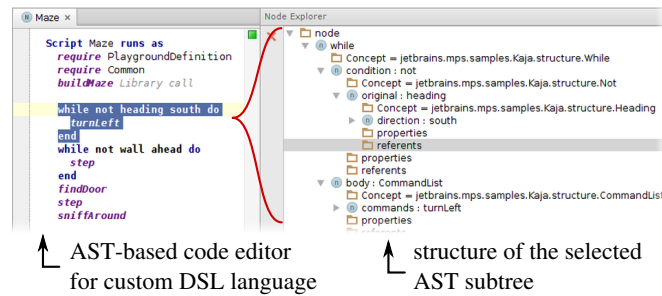 Maze ×
Script Maze runs as
require PlaygroundDefinition
require Common
buildMaze Library call
while not heading south do
turnLeft
end
while not wall ahead do
step
end
findDoor
step
sniffAround
Node Explorer
node
n while
Concept = jetbrains.mps.samples.Kaja.structure.While
n condition : not
Concept = jetbrains.mps.samples.Kaja.structure.Not
n original : heading
Concept = jetbrains.mps.samples.Kaja.structure.Heading
n direction : south
properties
referents
properties
referents
n body : CommandList
Concept = jetbrains.mps.samples.Kaja.structure.CommandList
n commands : turnLeft
properties
referents
AST-based code editor
for custom DSL language
structure of the selected
AST subtree